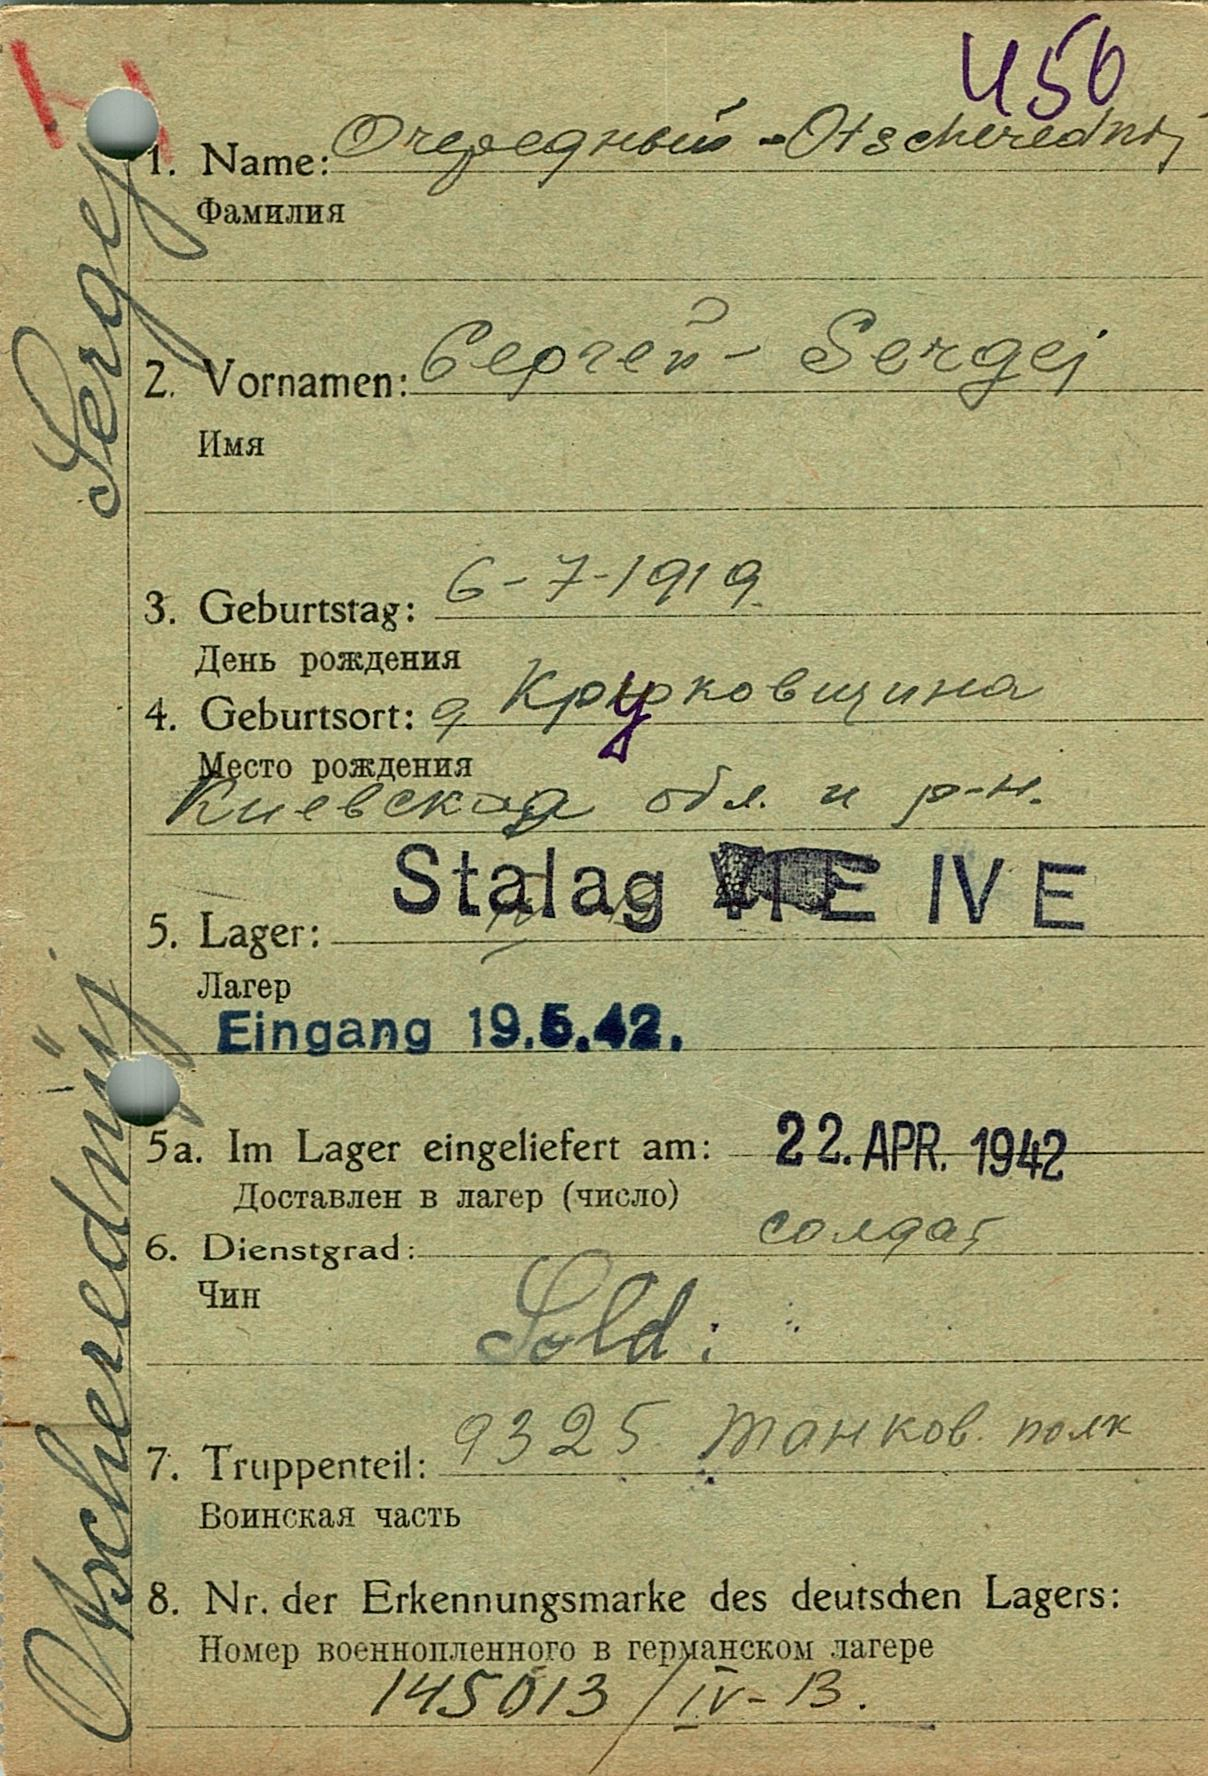 456
1. Name: Очередный - Otscherednij
Фамилия
2. Vornamen: Сергей - Sergej
Имя
3. Geburtstag: 6-7-1919
День рождения
4. Geburtsort: д Круковщина
Место рождения
Киевская обл. и р-н.
Stalag IV E
5. Lager:
Лагер
Eingang 19.5.42.
5a. Im Lager eingeliefert am: 22. APR. 1942
Доставлен в лагер (число)
6. Dienstgrad: солдат
Чин
Sold:
7. Truppenteil: 9325 танков. полк
Воинская часть
8. Nr. der Erkennungsmarke des deutschen Lagers:
Номер военнопленного в германском лагере
145013 / IV-B.
Otscherednij Sergej